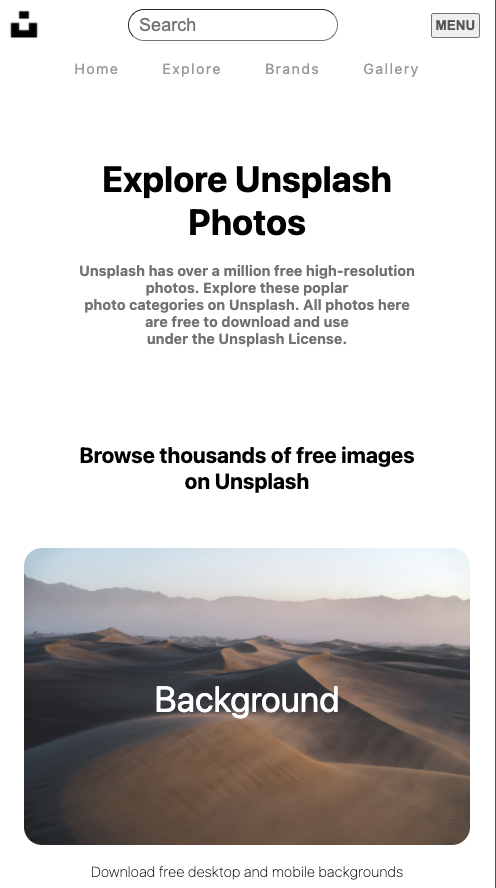 Search
MENU
Home Explore Brands Gallery
Explore Unsplash
Photos
Unsplash has over a million free high-resolution
photos. Explore these poplar
photo categories on Unsplash. All photos here
are free to download and use
under the Unsplash License.
Browse thousands of free images
on Unsplash
Background
Download free desktop and mobile backgrounds